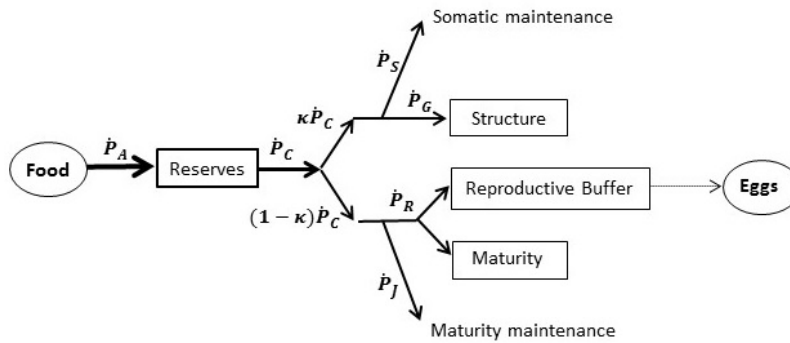 Somatic maintenance
Ṗ_S
κṖ_C
Ṗ_G
Structure
Food
Ṗ_A
Reserves
Ṗ_C
Ṗ_R
Reproductive Buffer
Eggs
(1 − κ)Ṗ_C
Maturity
Ṗ_J
Maturity maintenance